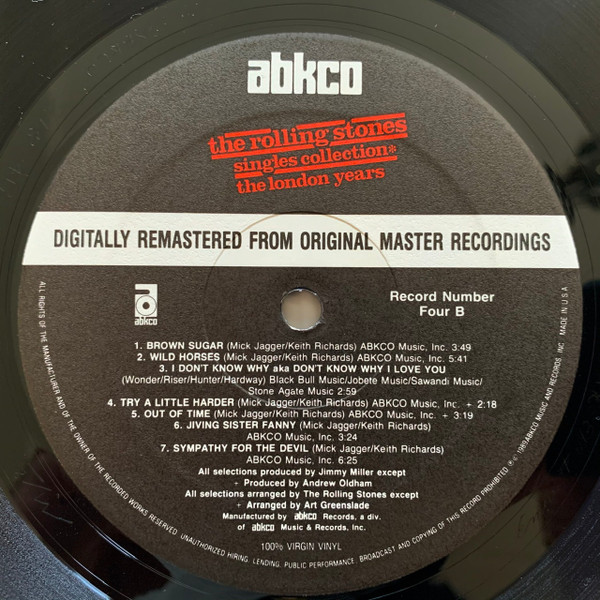 abkco
the rolling stones
singles collection*
the london years
DIGITALLY REMASTERED FROM ORIGINAL MASTER RECORDINGS
abkco
Record Number
Four B
1. BROWN SUGAR (Mick Jagger/Keith Richards) ABKCO Music, Inc. 3:49
2. WILD HORSES (Mick Jagger/Keith Richards) ABKCO Music, Inc. 5:41
3. I DON'T KNOW WHY aka DON'T KNOW WHY I LOVE YOU
(Wonder/Riser/Hunter/Hardway) Black Bull Music/Jobete Music/Sawandi Music/
Stone Agate Music 2:59
4. TRY A LITTLE HARDER (Mick Jagger/Keith Richards) ABKCO Music, Inc. + 2:18
5. OUT OF TIME (Mick Jagger/Keith Richards) ABKCO Music, Inc. + 3:19
6. JIVING SISTER FANNY (Mick Jagger/Keith Richards)
ABKCO Music, Inc. 3:24
7. SYMPATHY FOR THE DEVIL (Mick Jagger/Keith Richards)
ABKCO Music, Inc. 6:25
All selections produced by Jimmy Miller except
+ Produced by Andrew Oldham
All selections arranged by The Rolling Stones except
+ Arranged by Art Greenslade
Manufactured by abkco Records, a div.
of abkco Music & Records, Inc.
100% VIRGIN VINYL
ALL RIGHTS OF THE MANUFACTURER AND OF THE OWNER OF THE RECORDED WORKS RESERVED. UNAUTHORIZED HIRING, LENDING, PUBLIC PERFORMANCE, BROADCAST AND COPYING OF THIS RECORD PROHIBITED ℗ © 1989 ABKCO MUSIC AND RECORDS INC. MADE IN U S A